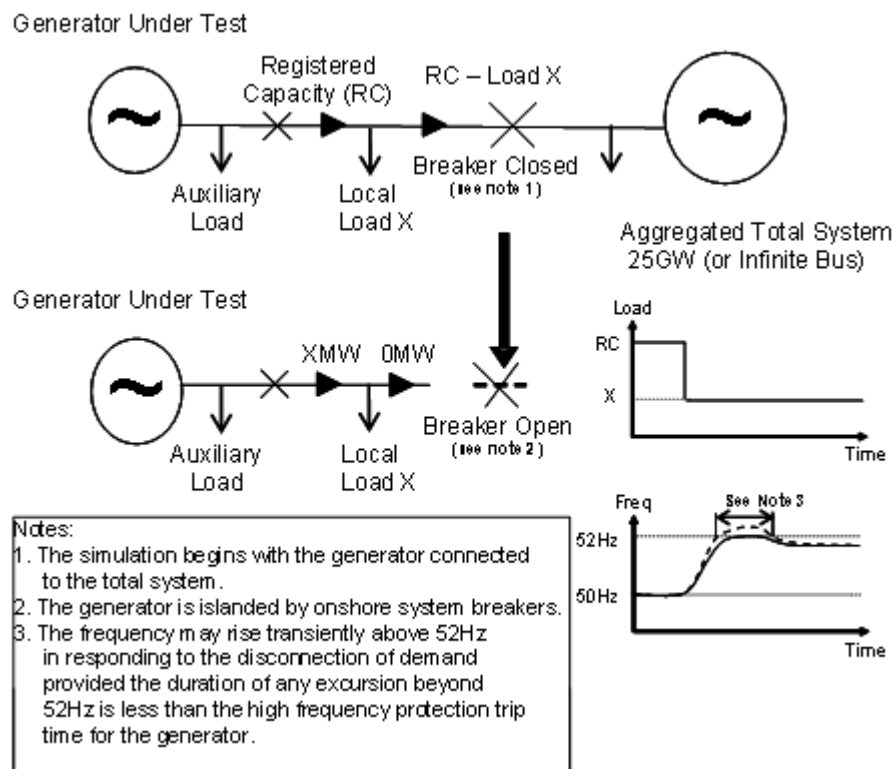 Generator Under Test
Registered
Capacity (RC)
RC – Load X
Auxiliary
Load
Local
Load X
Breaker Closed
(see note 1)
Aggregated Total System
25GW (or Infinite Bus)
Generator Under Test
XMW
0MW
Auxiliary
Load
Local
Load X
Breaker Open
(see note 2)
Load
RC
X
Time
Freq
See Note 3
52Hz
50Hz
Time
Notes:
1. The simulation begins with the generator connected
to the total system.
2. The generator is islanded by onshore system breakers.
3. The frequency may rise transiently above 52Hz
in responding to the disconnection of demand
provided the duration of any excursion beyond
52Hz is less than the high frequency protection trip
time for the generator.